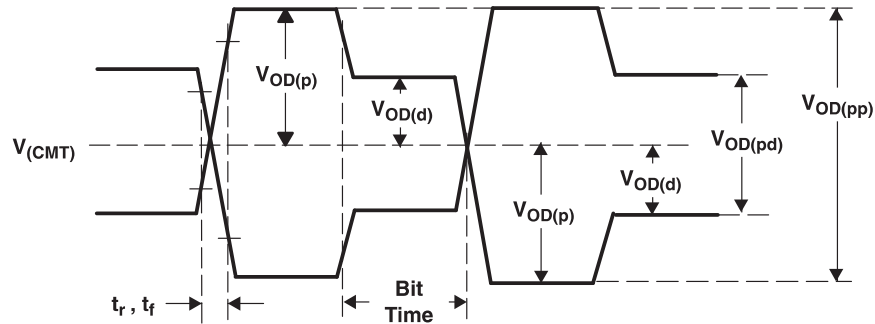 V(CMT)
VOD(p)
VOD(d)
VOD(p)
VOD(d)
VOD(pd)
VOD(pp)
tr , tf
Bit
Time